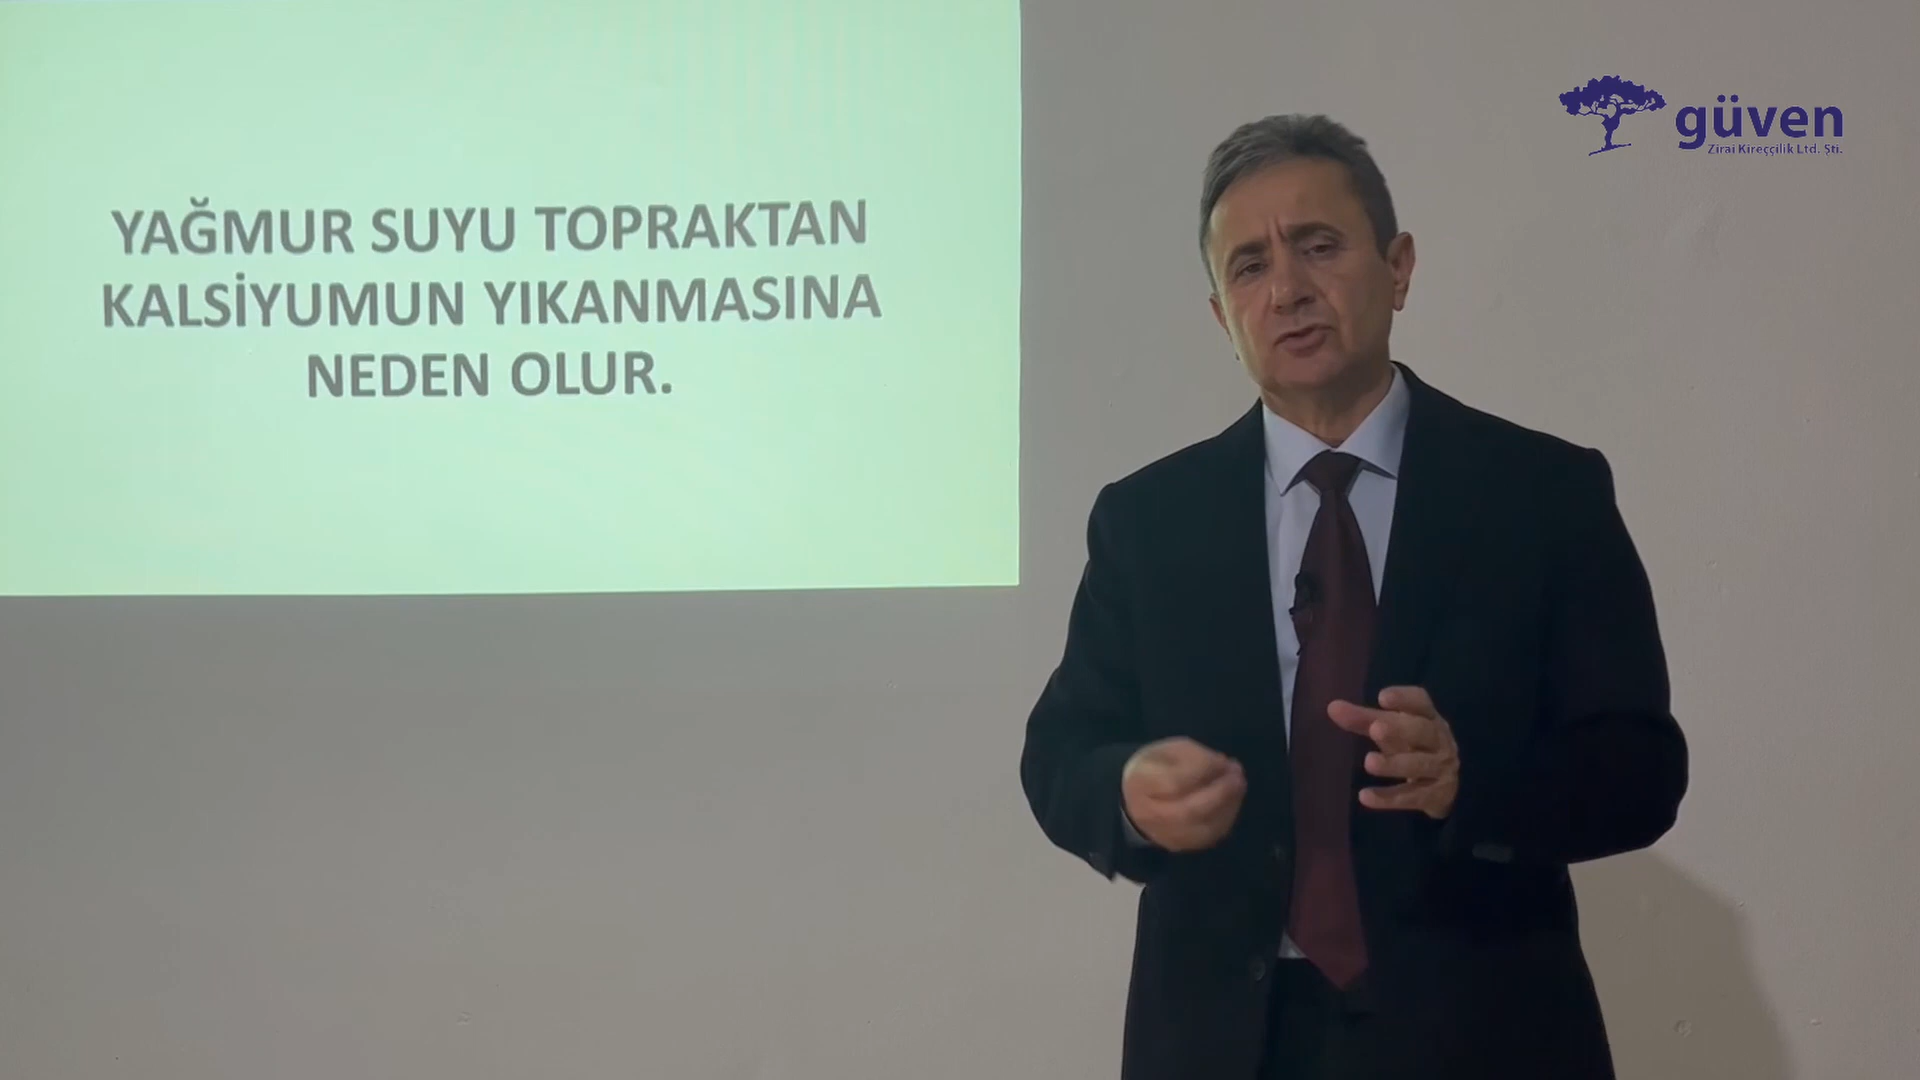 YAĞMUR SUYU TOPRAKTAN
KALSİYUMUN YIKANMASINA
NEDEN OLUR.
güven
Zirai Kireççilik Ltd. Şti.